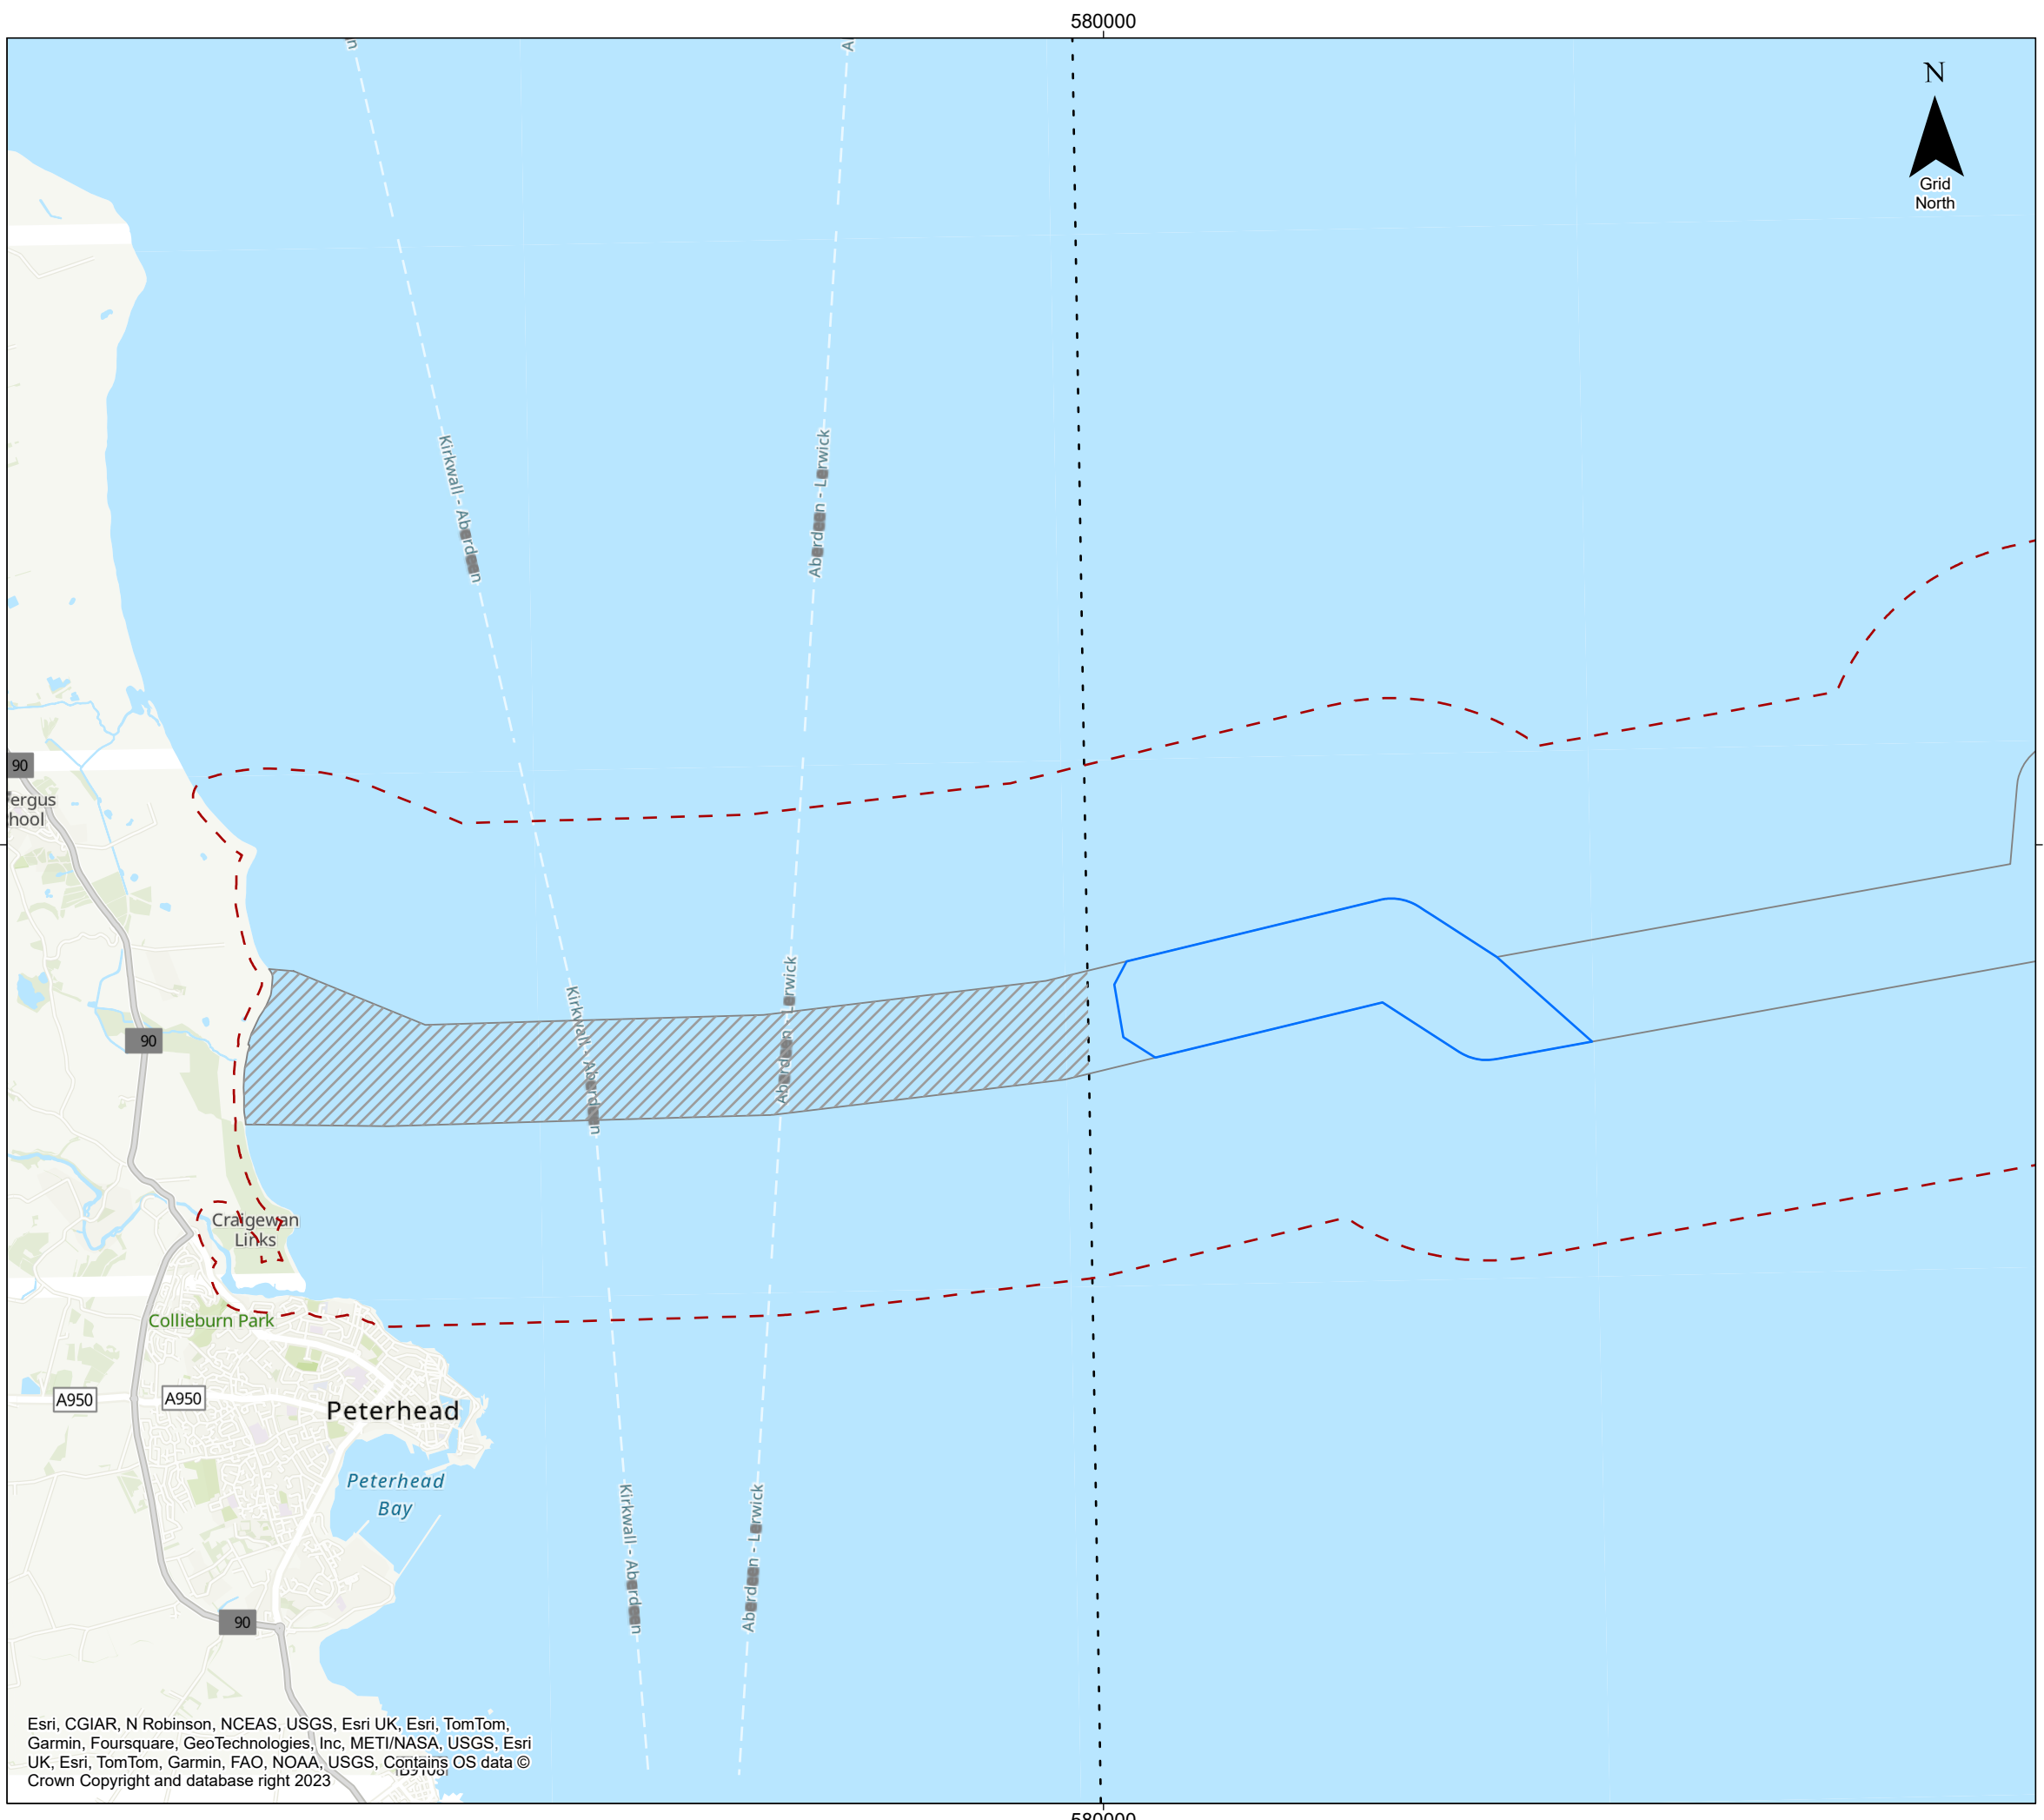 580000
N
Grid
North
Kirkwall - Aberdeen
Aberdeen - Lerwick
90
ergus
hool
Kirkwall - Aberdeen
Aberdeen - Lerwick
90
Craigewan
Links
Collieburn Park
A950
A950
Peterhead
Peterhead
Bay
Kirkwall - Aberdeen
Aberdeen - Lerwick
90
Esri, CGIAR, N Robinson, NCEAS, USGS, Esri UK, Esri, TomTom,
Garmin, Foursquare, GeoTechnologies, Inc, METI/NASA, USGS, Esri
UK, Esri, TomTom, Garmin, FAO, NOAA, USGS, Contains OS data ©
Crown Copyright and database right 2023
B9108
580000